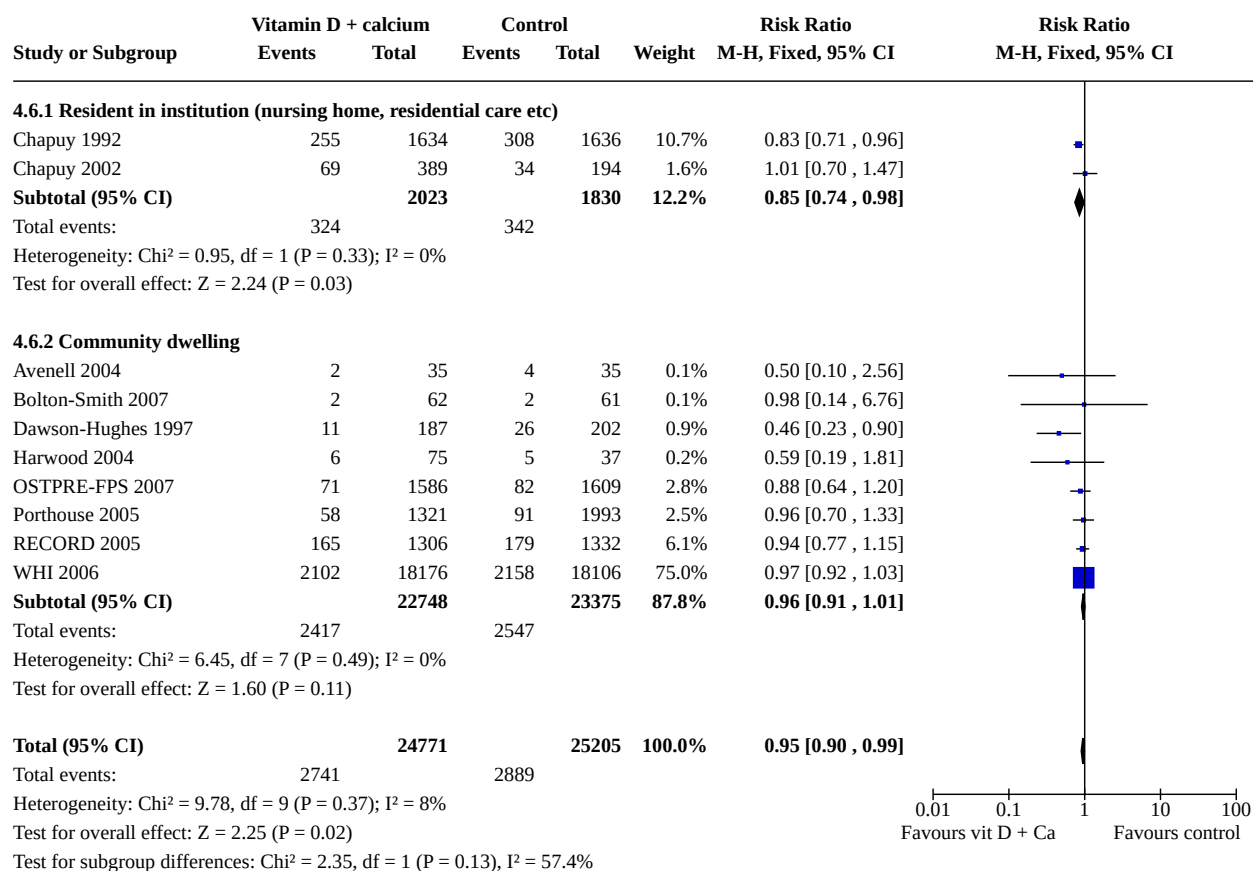 Vitamin D + calcium Control Risk Ratio Risk Ratio
Study or Subgroup Events Total Events Total Weight M-H, Fixed, 95% CI M-H, Fixed, 95% CI
4.6.1 Resident in institution (nursing home, residential care etc)
Chapuy 1992 255 1634 308 1636 10.7% 0.83 [0.71 , 0.96]
Chapuy 2002 69 389 34 194 1.6% 1.01 [0.70 , 1.47]
Subtotal (95% CI) 2023 1830 12.2% 0.85 [0.74 , 0.98]
Total events: 324 342
Heterogeneity: Chi² = 0.95, df = 1 (P = 0.33); I² = 0%
Test for overall effect: Z = 2.24 (P = 0.03)
4.6.2 Community dwelling
Avenell 2004 2 35 4 35 0.1% 0.50 [0.10 , 2.56]
Bolton-Smith 2007 2 62 2 61 0.1% 0.98 [0.14 , 6.76]
Dawson-Hughes 1997 11 187 26 202 0.9% 0.46 [0.23 , 0.90]
Harwood 2004 6 75 5 37 0.2% 0.59 [0.19 , 1.81]
OSTPRE-FPS 2007 71 1586 82 1609 2.8% 0.88 [0.64 , 1.20]
Porthouse 2005 58 1321 91 1993 2.5% 0.96 [0.70 , 1.33]
RECORD 2005 165 1306 179 1332 6.1% 0.94 [0.77 , 1.15]
WHI 2006 2102 18176 2158 18106 75.0% 0.97 [0.92 , 1.03]
Subtotal (95% CI) 22748 23375 87.8% 0.96 [0.91 , 1.01]
Total events: 2417 2547
Heterogeneity: Chi² = 6.45, df = 7 (P = 0.49); I² = 0%
Test for overall effect: Z = 1.60 (P = 0.11)
Total (95% CI) 24771 25205 100.0% 0.95 [0.90 , 0.99]
Total events: 2741 2889
Heterogeneity: Chi² = 9.78, df = 9 (P = 0.37); I² = 8%
0.01 0.1 1 10 100
Test for overall effect: Z = 2.25 (P = 0.02) Favours vit D + Ca Favours control
Test for subgroup differences: Chi² = 2.35, df = 1 (P = 0.13), I² = 57.4%